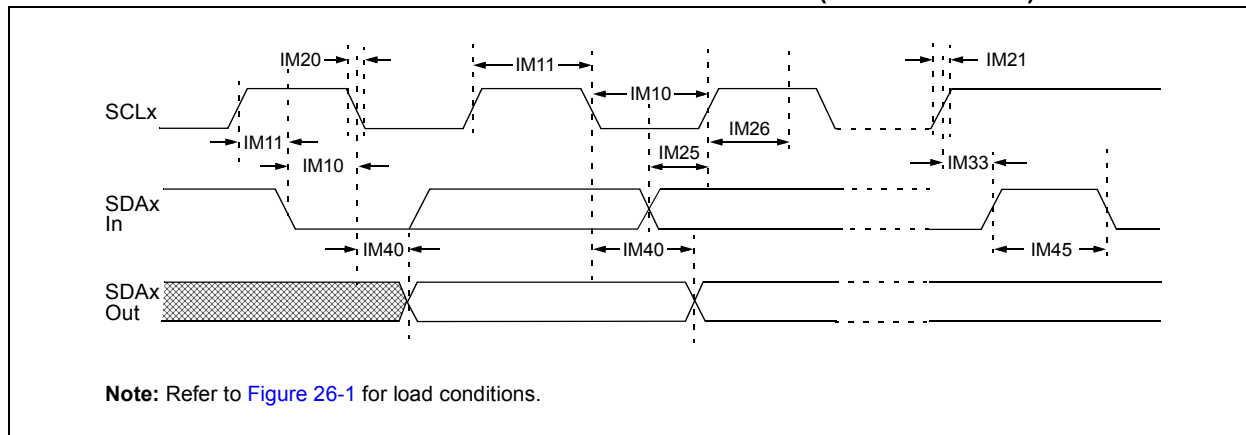 IM20
IM11
IM21
SCLx
IM10
IM11
IM26
IM10
IM25
IM33
SDAx
In
IM40
IM40
IM45
SDAx
Out
Note: Refer to Figure 26-1 for load conditions.